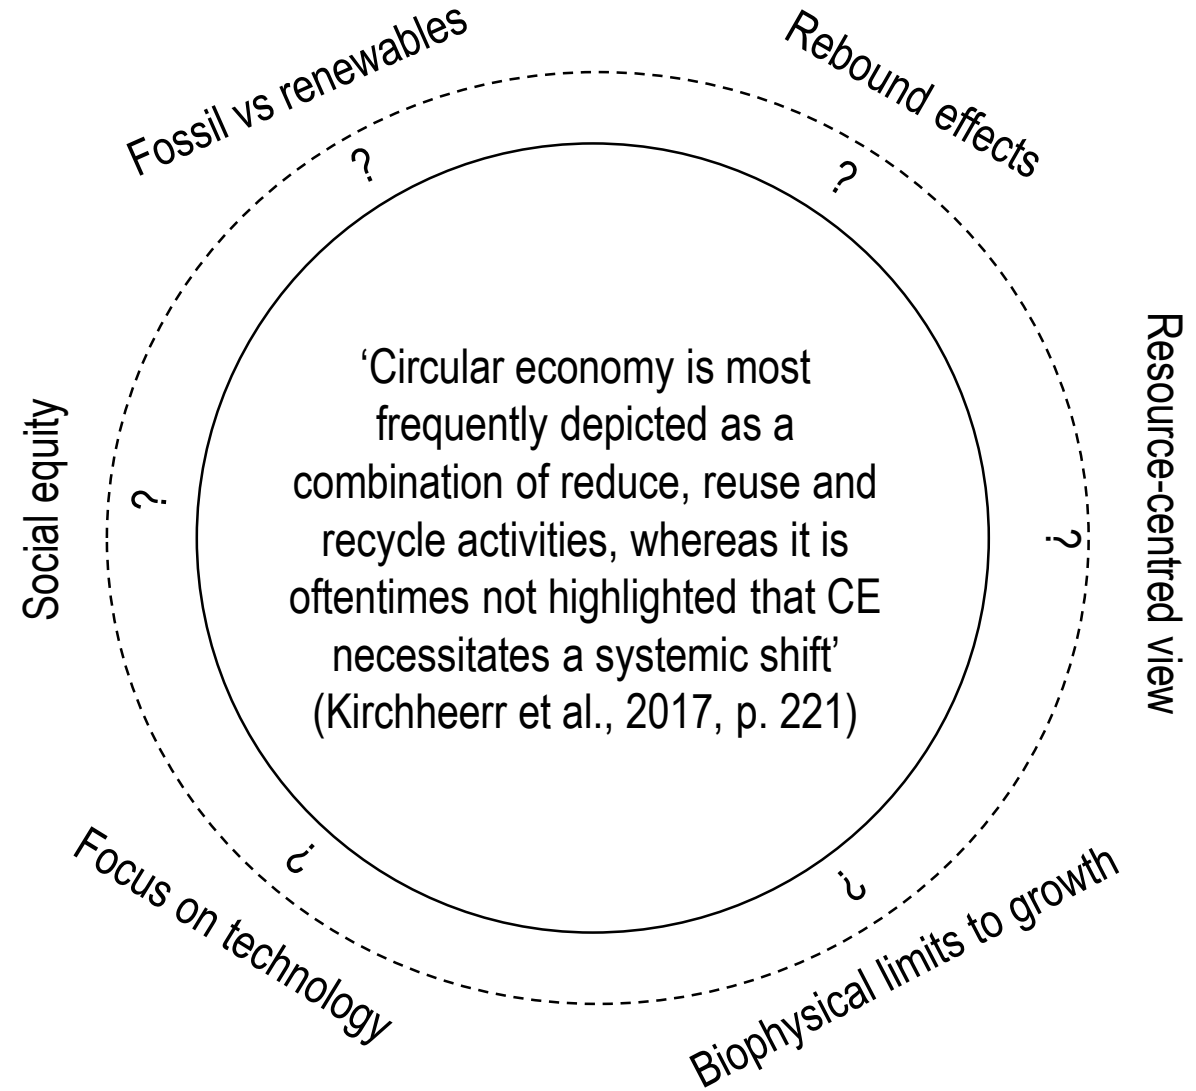 Fossil vs renewables
Rebound effects
?
?
Resource-centred view
Social equity
?
?
‘Circular economy is most
frequently depicted as a
combination of reduce, reuse and
recycle activities, whereas it is
oftentimes not highlighted that CE
necessitates a systemic shift’
(Kirchheerr et al., 2017, p. 221)
?
?
Focus on technology
Biophysical limits to growth